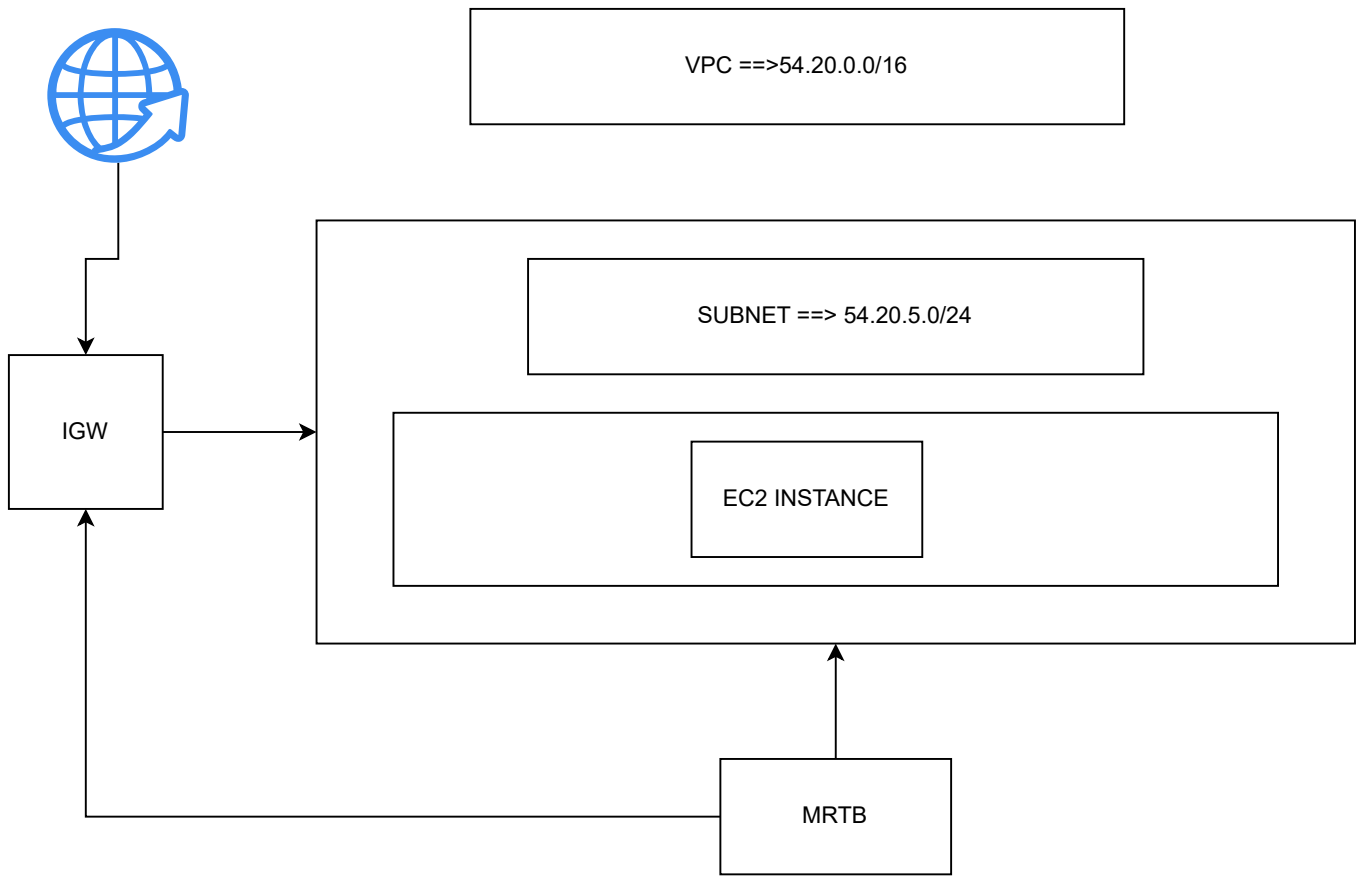 VPC ==>54.20.0.0/16
SUBNET ==> 54.20.5.0/24
IGW
EC2 INSTANCE
MRTB